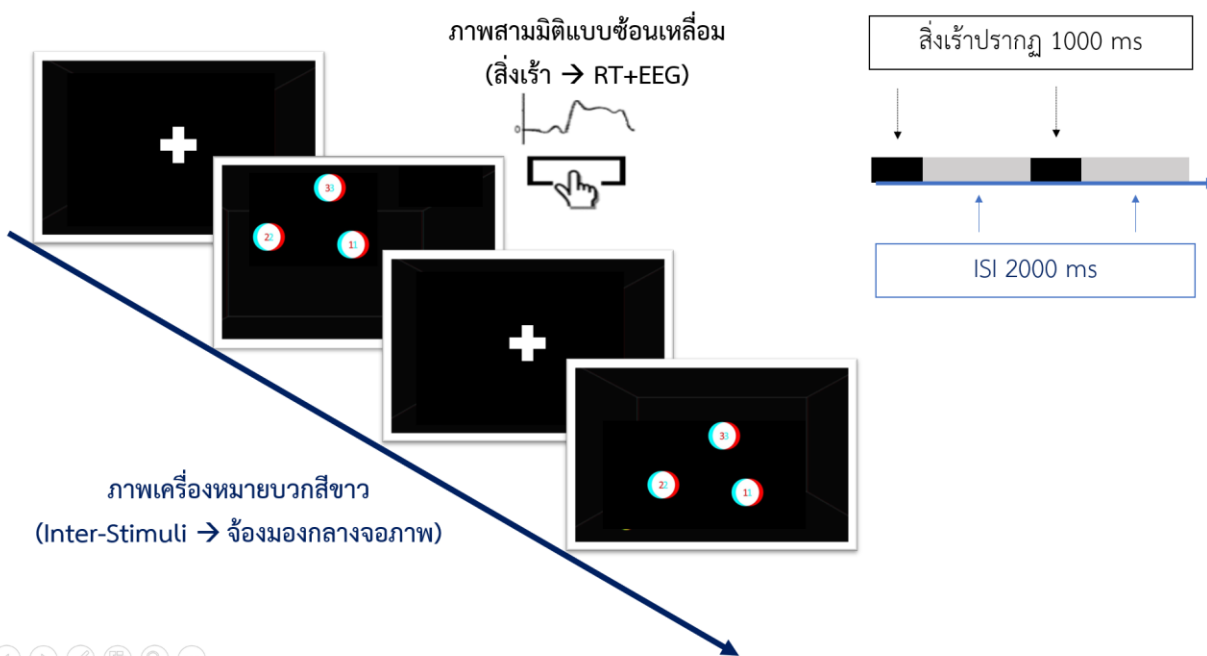 ภาพสามมิติแบบซ้อนเหลื่อม
(สิ่งเร้า → RT+EEG)
0
สิ่งเร้าปรากฏ 1000 ms
ISI 2000 ms
33
22
11
33
22
11
ภาพเครื่องหมายบวกสีขาว
(Inter-Stimuli → จ้องมองกลางจอภาพ)